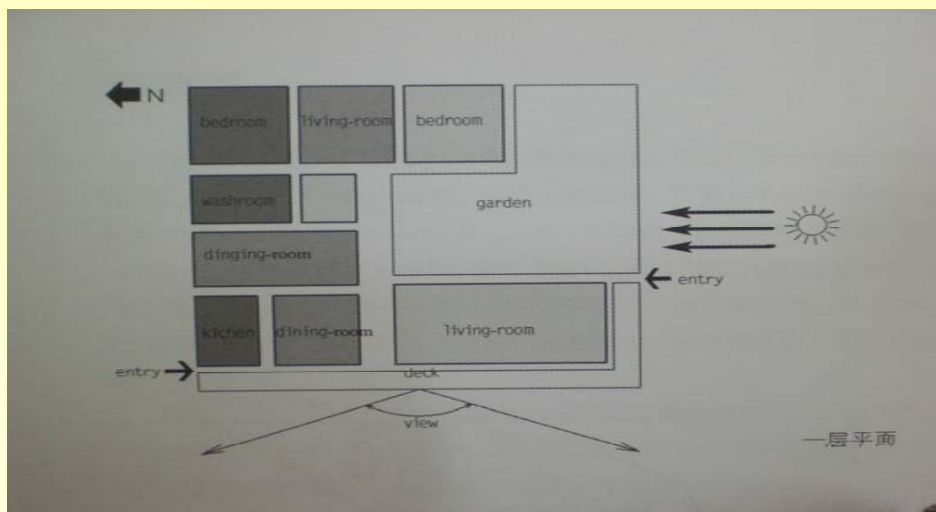 N
bedroom living-room bedroom
washroom
garden
dinging-room
entry
kichen dining-room living-room
entry
deck
view
一层平面